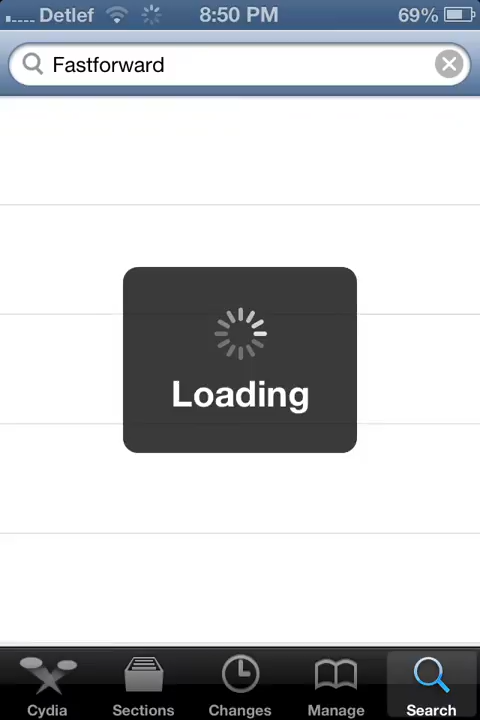 Detlef 8:50 PM 69%
Fastforward
Loading
Cydia Sections Changes Manage Search